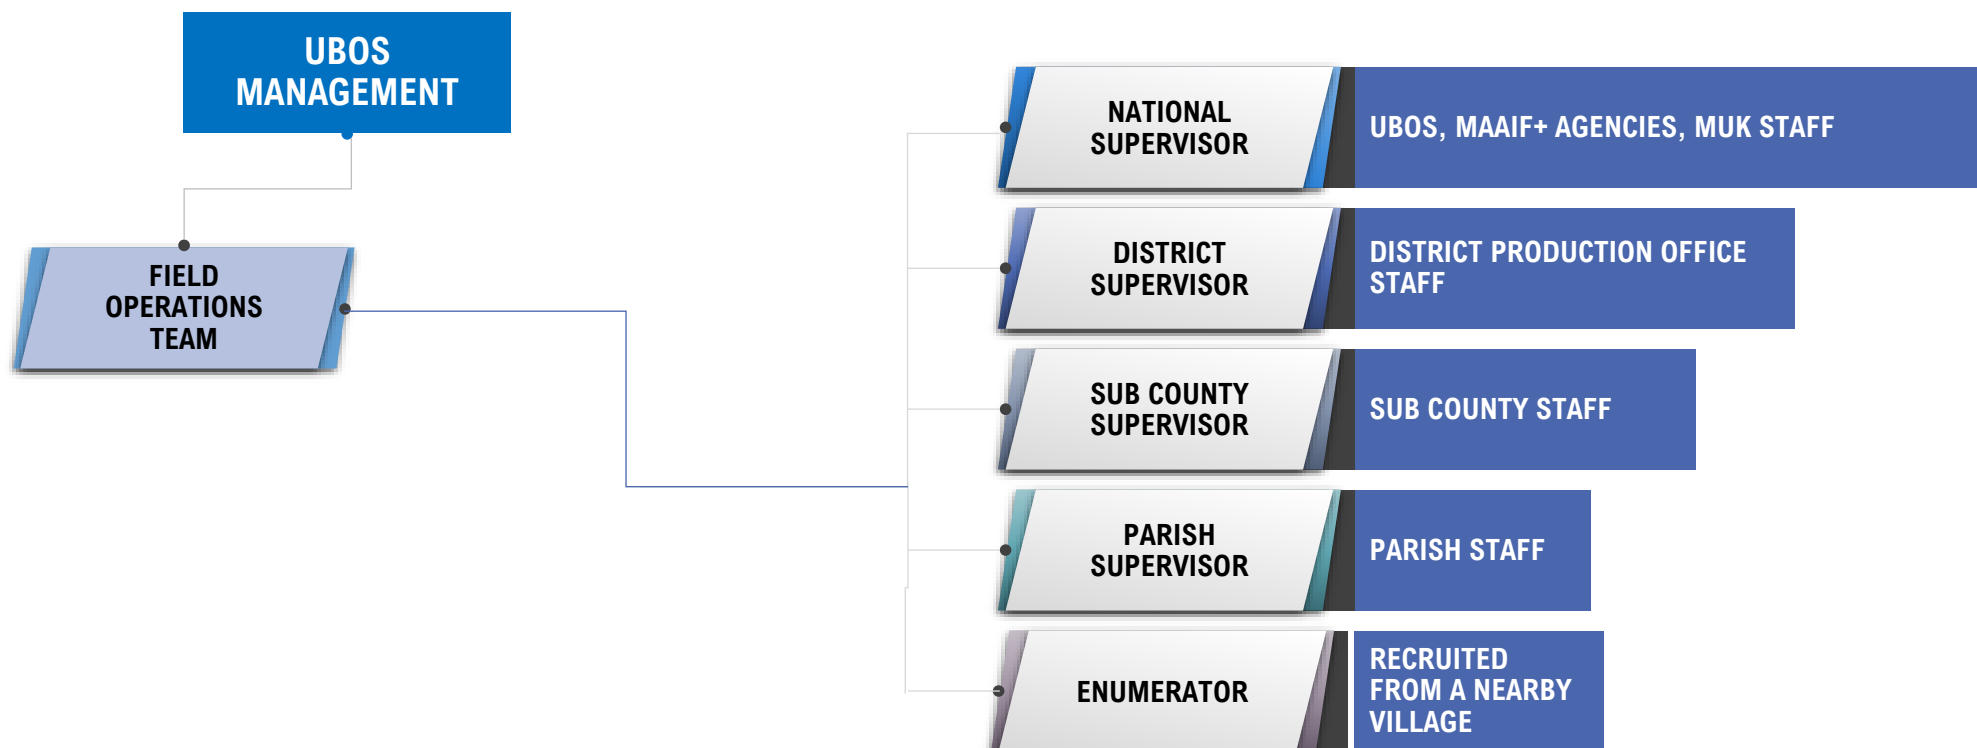 UBOS
MANAGEMENT
FIELD
OPERATIONS
TEAM
NATIONAL
SUPERVISOR
UBOS, MAAIF+ AGENCIES, MUK STAFF
DISTRICT
SUPERVISOR
DISTRICT PRODUCTION OFFICE
STAFF
SUB COUNTY
SUPERVISOR
SUB COUNTY STAFF
PARISH
SUPERVISOR
PARISH STAFF
ENUMERATOR
RECRUITED
FROM A NEARBY
VILLAGE